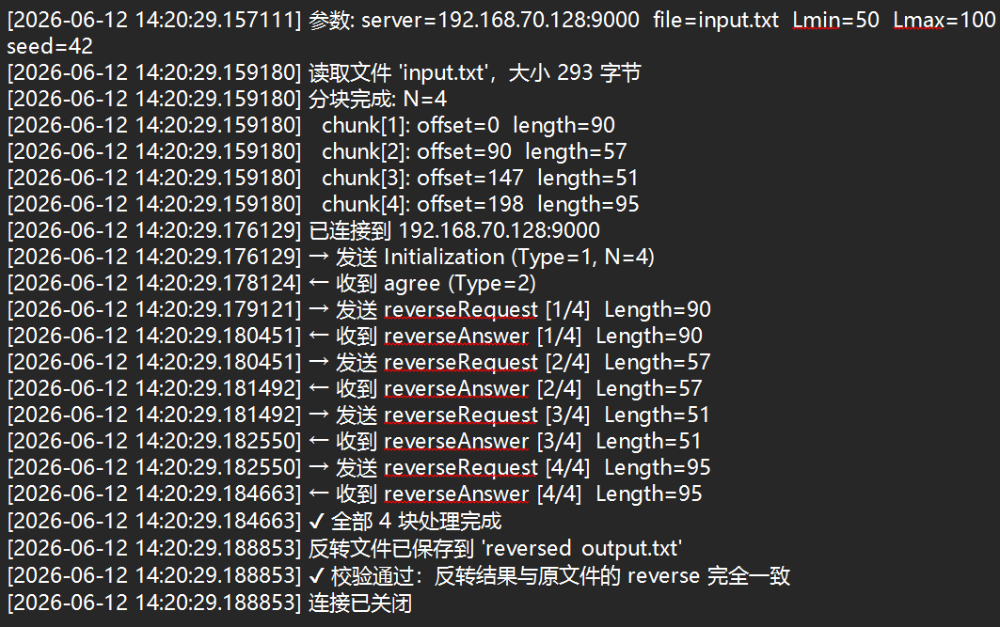 [2026-06-12 14:20:29.157111] 参数: server=192.168.70.128:9000  file=input.txt  Lmin=50  Lmax=100
seed=42
[2026-06-12 14:20:29.159180] 读取文件 'input.txt'，大小 293 字节
[2026-06-12 14:20:29.159180] 分块完成: N=4
[2026-06-12 14:20:29.159180]   chunk[1]: offset=0  length=90
[2026-06-12 14:20:29.159180]   chunk[2]: offset=90  length=57
[2026-06-12 14:20:29.159180]   chunk[3]: offset=147  length=51
[2026-06-12 14:20:29.159180]   chunk[4]: offset=198  length=95
[2026-06-12 14:20:29.176129] 已连接到 192.168.70.128:9000
[2026-06-12 14:20:29.176129] → 发送 Initialization (Type=1, N=4)
[2026-06-12 14:20:29.178124] ← 收到 agree (Type=2)
[2026-06-12 14:20:29.179121] → 发送 reverseRequest [1/4]  Length=90
[2026-06-12 14:20:29.180451] ← 收到 reverseAnswer [1/4]  Length=90
[2026-06-12 14:20:29.180451] → 发送 reverseRequest [2/4]  Length=57
[2026-06-12 14:20:29.181492] ← 收到 reverseAnswer [2/4]  Length=57
[2026-06-12 14:20:29.181492] → 发送 reverseRequest [3/4]  Length=51
[2026-06-12 14:20:29.182550] ← 收到 reverseAnswer [3/4]  Length=51
[2026-06-12 14:20:29.182550] → 发送 reverseRequest [4/4]  Length=95
[2026-06-12 14:20:29.184663] ← 收到 reverseAnswer [4/4]  Length=95
[2026-06-12 14:20:29.184663] ✓ 全部 4 块处理完成
[2026-06-12 14:20:29.188853] 反转文件已保存到 'reversed output.txt'
[2026-06-12 14:20:29.188853] ✓ 校验通过：反转结果与原文件的 reverse 完全一致
[2026-06-12 14:20:29.188853] 连接已关闭